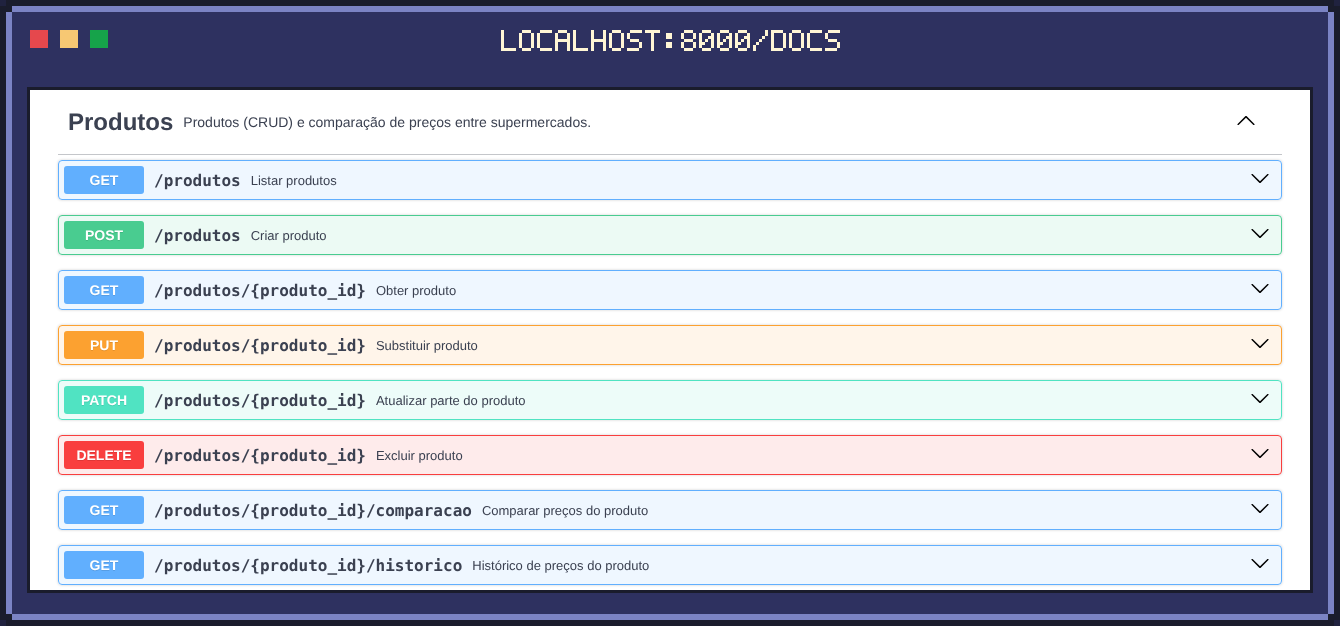 LOCALHOST:8000/DOCS
Produtos Produtos (CRUD) e comparação de preços entre supermercados.
GET /produtos Listar produtos
POST /produtos Criar produto
GET /produtos/{produto_id} Obter produto
PUT /produtos/{produto_id} Substituir produto
PATCH /produtos/{produto_id} Atualizar parte do produto
DELETE /produtos/{produto_id} Excluir produto
GET /produtos/{produto_id}/comparacao Comparar preços do produto
GET /produtos/{produto_id}/historico Histórico de preços do produto